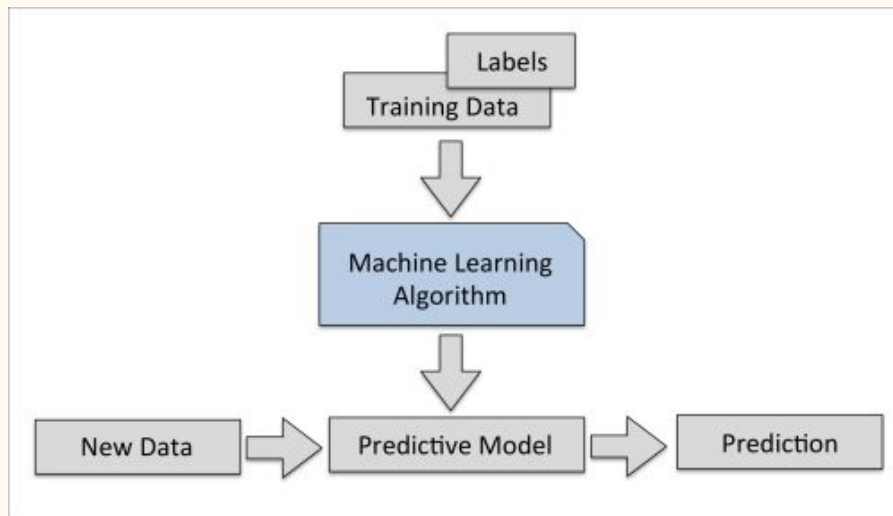 Labels
Training Data
Machine Learning
Algorithm
New Data
Predictive Model
Prediction